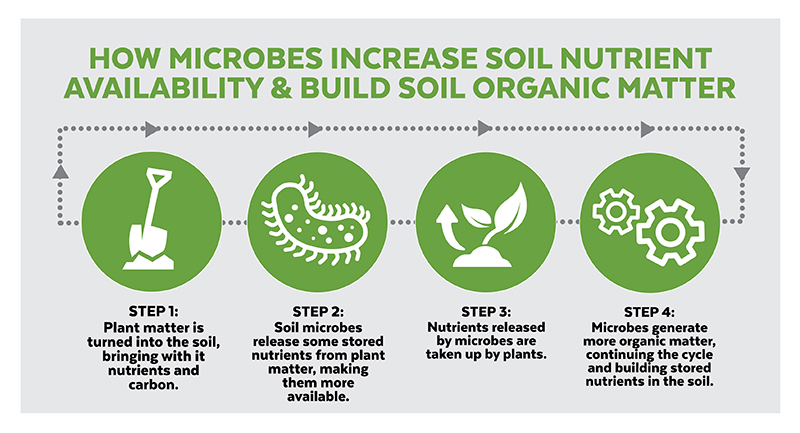 HOW MICROBES INCREASE SOIL NUTRIENT
AVAILABILITY & BUILD SOIL ORGANIC MATTER
STEP 1:
Plant matter is
turned into the soil,
bringing with it
nutrients and
carbon.
STEP 2:
Soil microbes
release some stored
nutrients from plant
matter, making
them more
available.
STEP 3:
Nutrients released
by microbes are
taken up by plants.
STEP 4:
Microbes generate
more organic matter,
continuing the cycle
and building stored
nutrients in the soil.